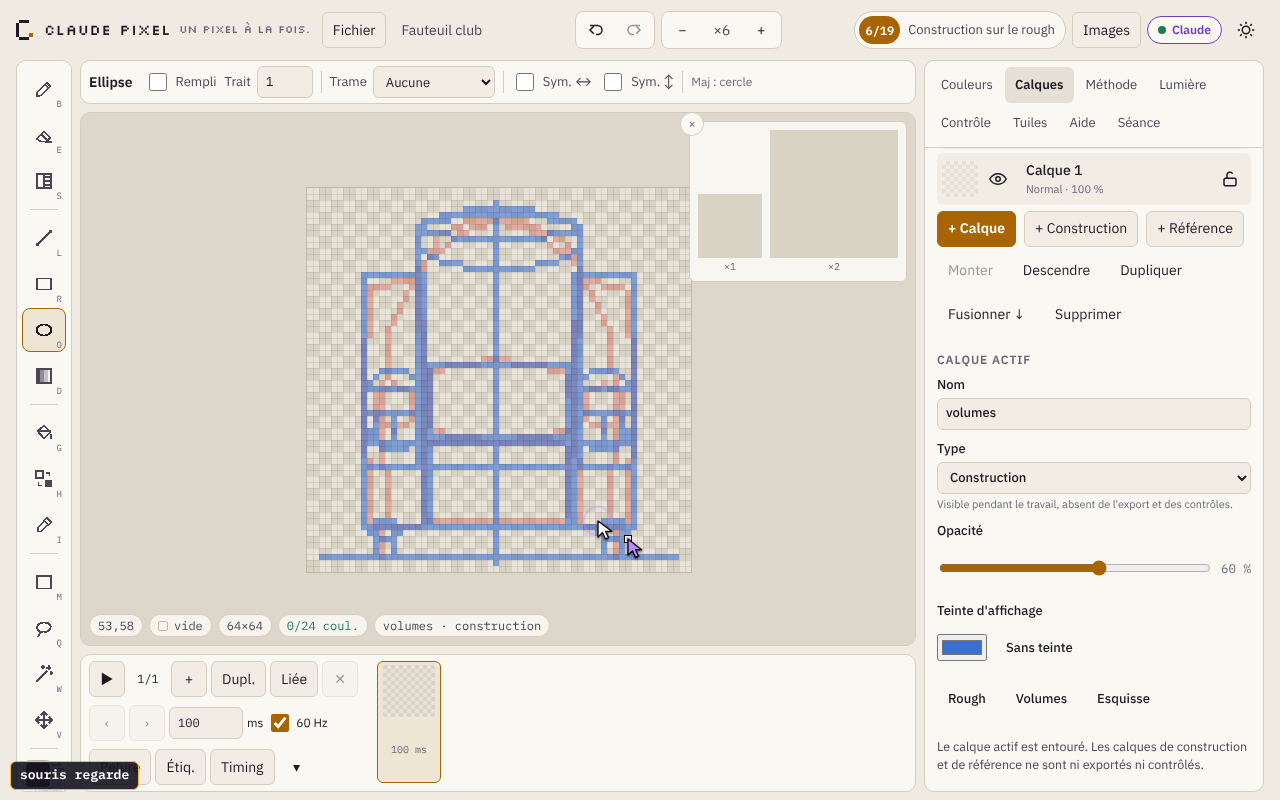 CLAUDE PIXEL UN PIXEL À LA FOIS. Fichier Fauteuil club − ×6 + 6/19 Construction sur le rough Images Claude
Ellipse Rempli Trait 1 Trame Aucune Sym. ↔ Sym. ↕ Maj : cercle
B
E
S
L
R
O
D
G
H
I
M
Q
W
V
×
×1 ×2
53,58 vide 64×64 0/24 coul. volumes · construction
▶ 1/1 + Dupl. Liée ✕
‹ › 100 ms 60 Hz
Étiq. Timing ▼
100 ms
souris regarde
Couleurs Calques Méthode Lumière
Contrôle Tuiles Aide Séance
Calque 1
Normal · 100 %
+ Calque + Construction + Référence
Monter Descendre Dupliquer
Fusionner ↓ Supprimer
CALQUE ACTIF
Nom
volumes
Type
Construction
Visible pendant le travail, absent de l'export et des contrôles.
Opacité
60 %
Teinte d'affichage
Sans teinte
Rough Volumes Esquisse
Le calque actif est entouré. Les calques de construction
et de référence ne sont ni exportés ni contrôlés.